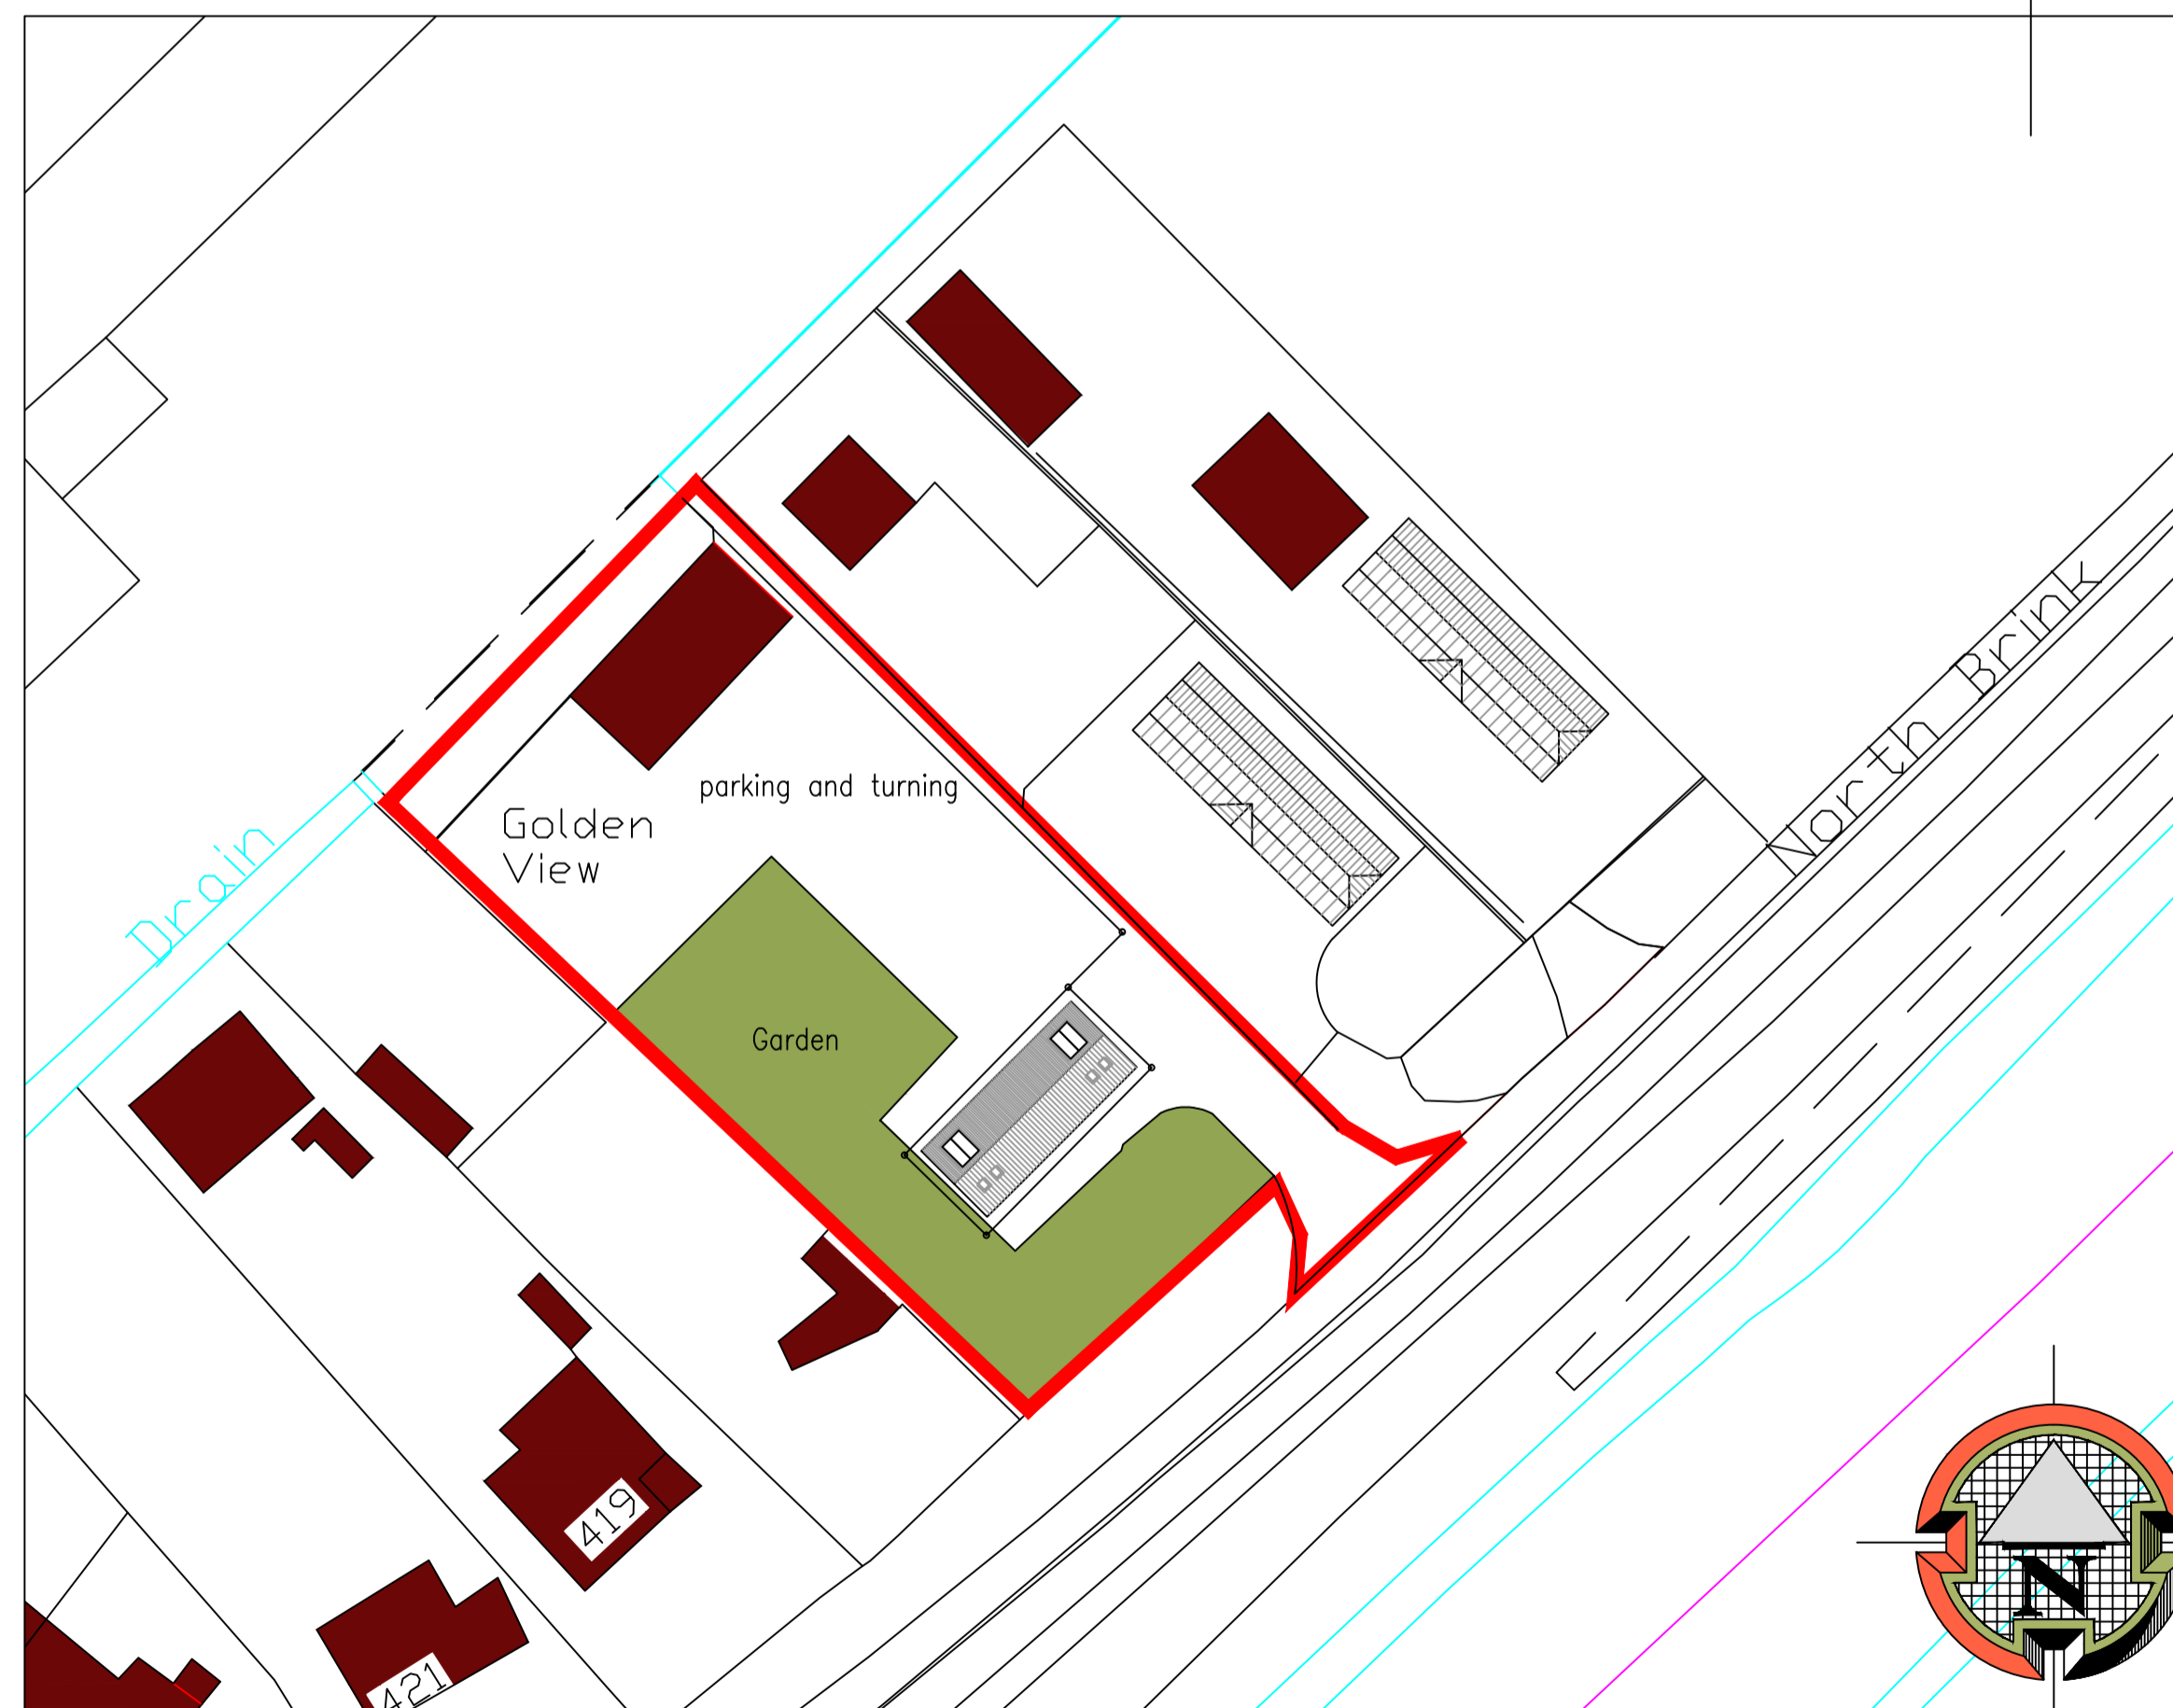 North Brink
parking and turning
Golden
View
Drain
Garden
419
421
N